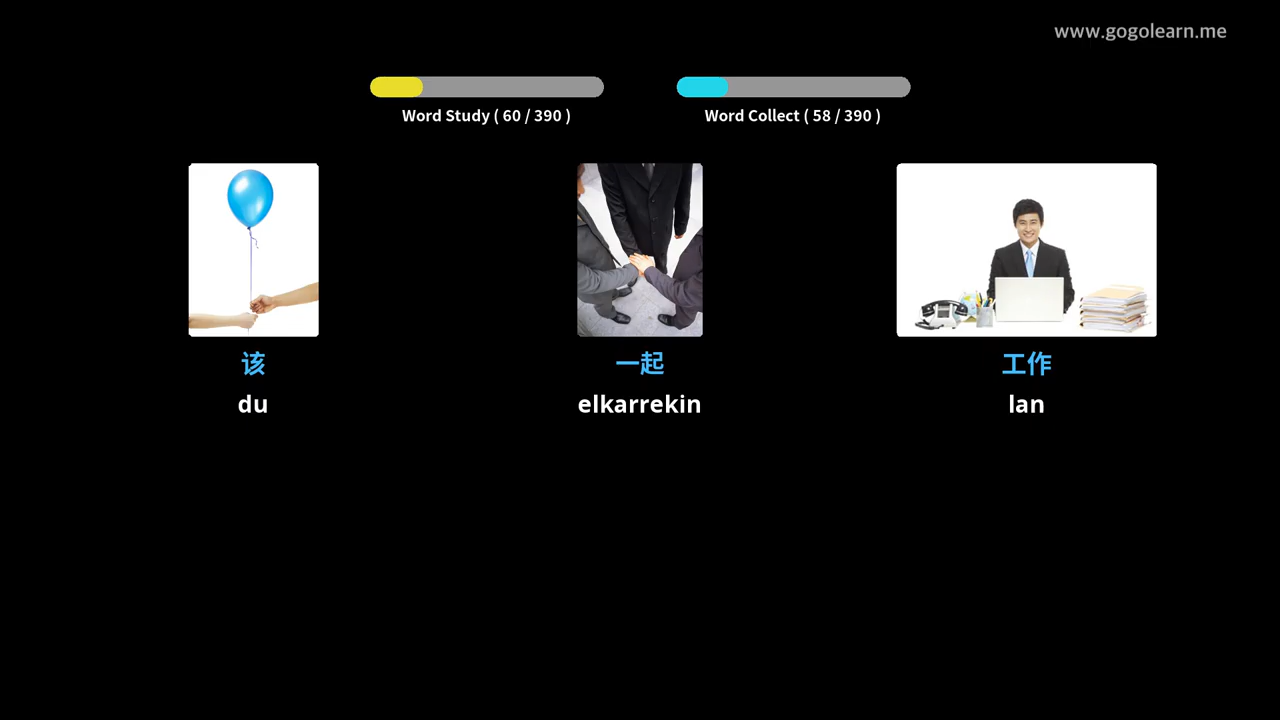 www.gogolearn.me
Word Study ( 60 / 390 )
Word Collect ( 58 / 390 )
该
一起
工作
du
elkarrekin
lan